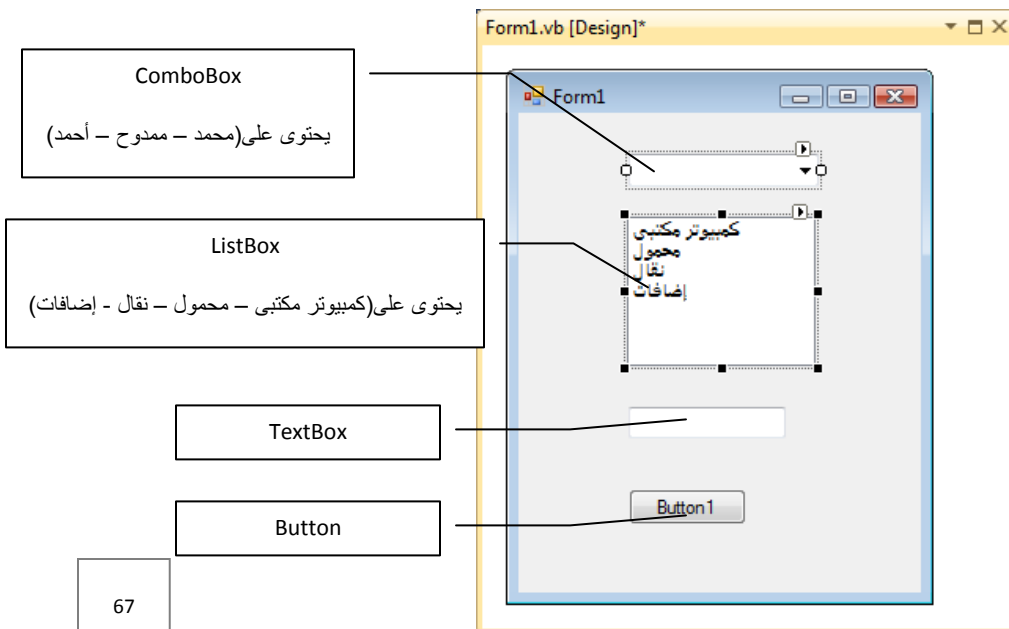 Form1.vb [Design]*
ComboBox
يحتوى على(محمد – ممدوح – أحمد)
Form1
ListBox
يحتوى على(كمبيوتر مكتبى – محمول – نقال - إضافات)
كمبيوتر مكتبى
محمول
نقال
إضافات
TextBox
Button
Button1
67